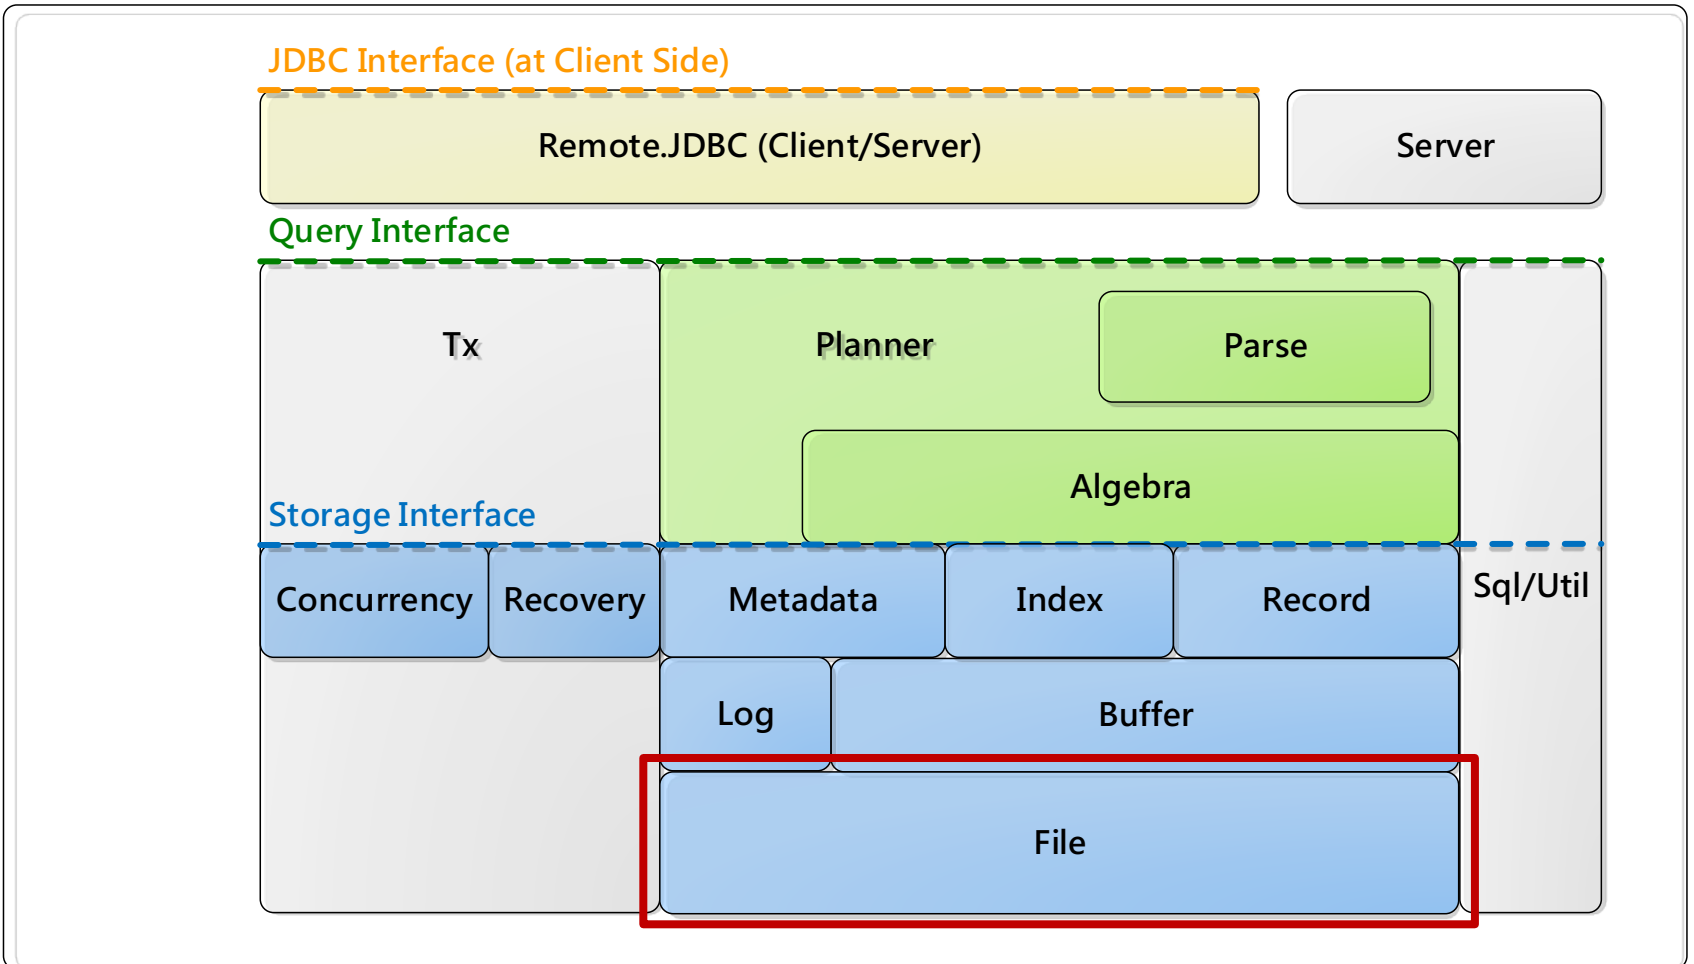 JDBC Interface (at Client Side)
Remote.JDBC (Client/Server)
Server
Query Interface
Tx
Planner
Parse
Algebra
Storage Interface
Concurrency
Recovery
Metadata
Index
Record
Sql/Util
Log
Buffer
File